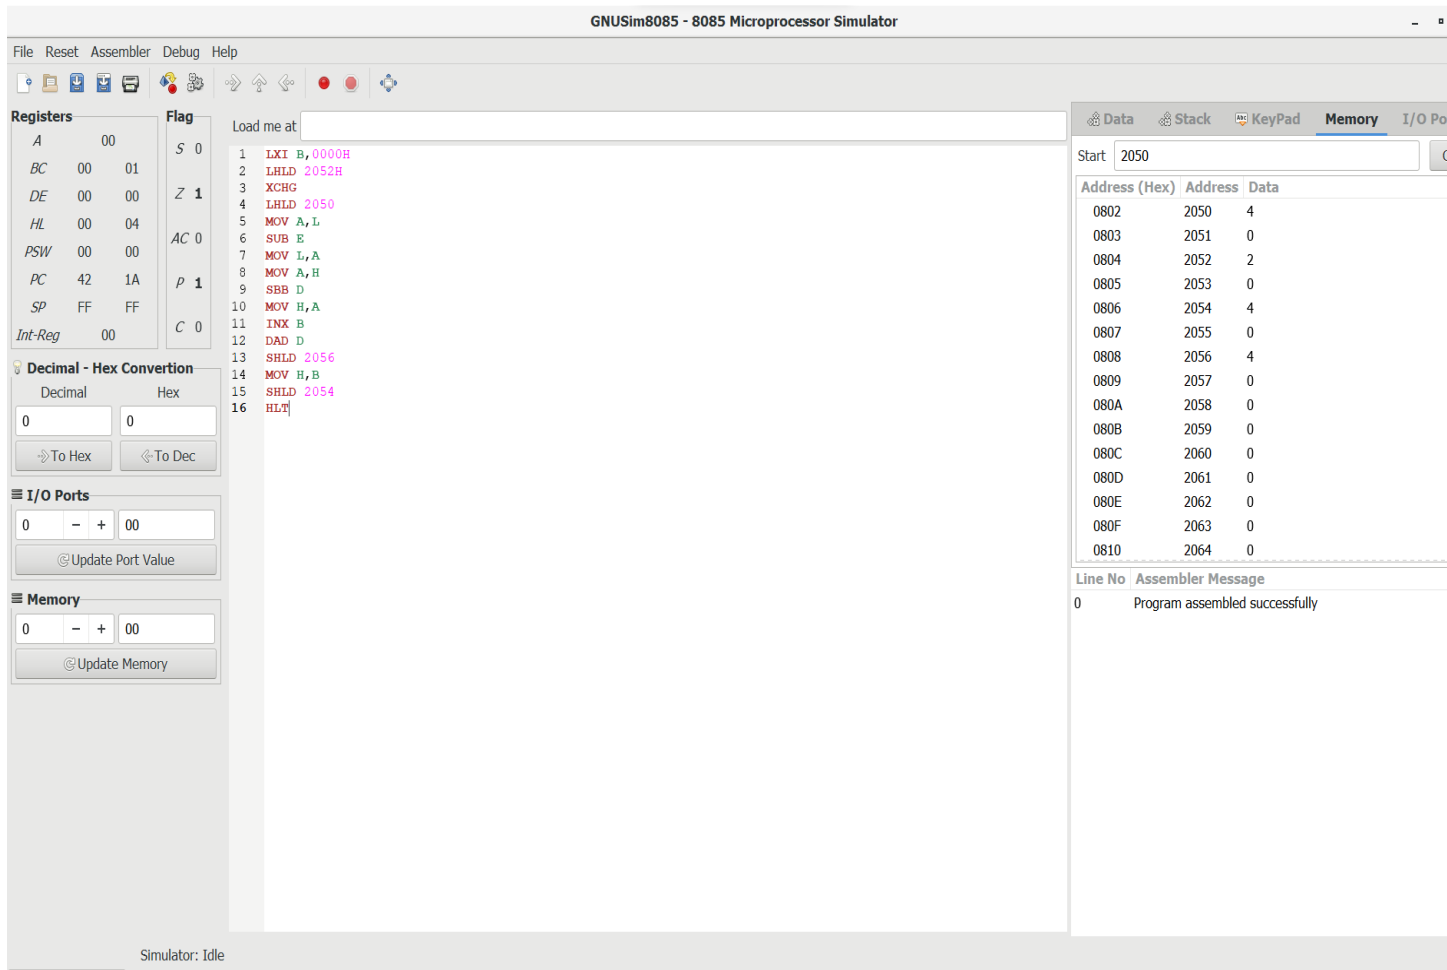 GNUSim8085 - 8085 Microprocessor Simulator
File Reset Assembler Debug Help
Registers
A 00
BC 00 01
DE 00 00
HL 00 04
PSW 00 00
PC 42 1A
SP FF FF
Int-Reg 00
Flag
S 0
Z 1
AC 0
P 1
C 0
Decimal - Hex Convertion
Decimal Hex
0 0
To Hex To Dec
I/O Ports
0 - + 00
Update Port Value
Memory
0 - + 00
Update Memory
Load me at
1 LXI B,0000H
2 LHLD 2052H
3 XCHG
4 LHLD 2050
5 MOV A,L
6 SUB E
7 MOV L,A
8 MOV A,H
9 SBB D
10 MOV H,A
11 INX B
12 DAD D
13 SHLD 2056
14 MOV H,B
15 SHLD 2054
16 HLT
Data Stack Abc KeyPad Memory I/O Po
Start 2050
Address (Hex) Address Data
0802 2050 4
0803 2051 0
0804 2052 2
0805 2053 0
0806 2054 4
0807 2055 0
0808 2056 4
0809 2057 0
080A 2058 0
080B 2059 0
080C 2060 0
080D 2061 0
080E 2062 0
080F 2063 0
0810 2064 0
Line No Assembler Message
0 Program assembled successfully
Simulator: Idle